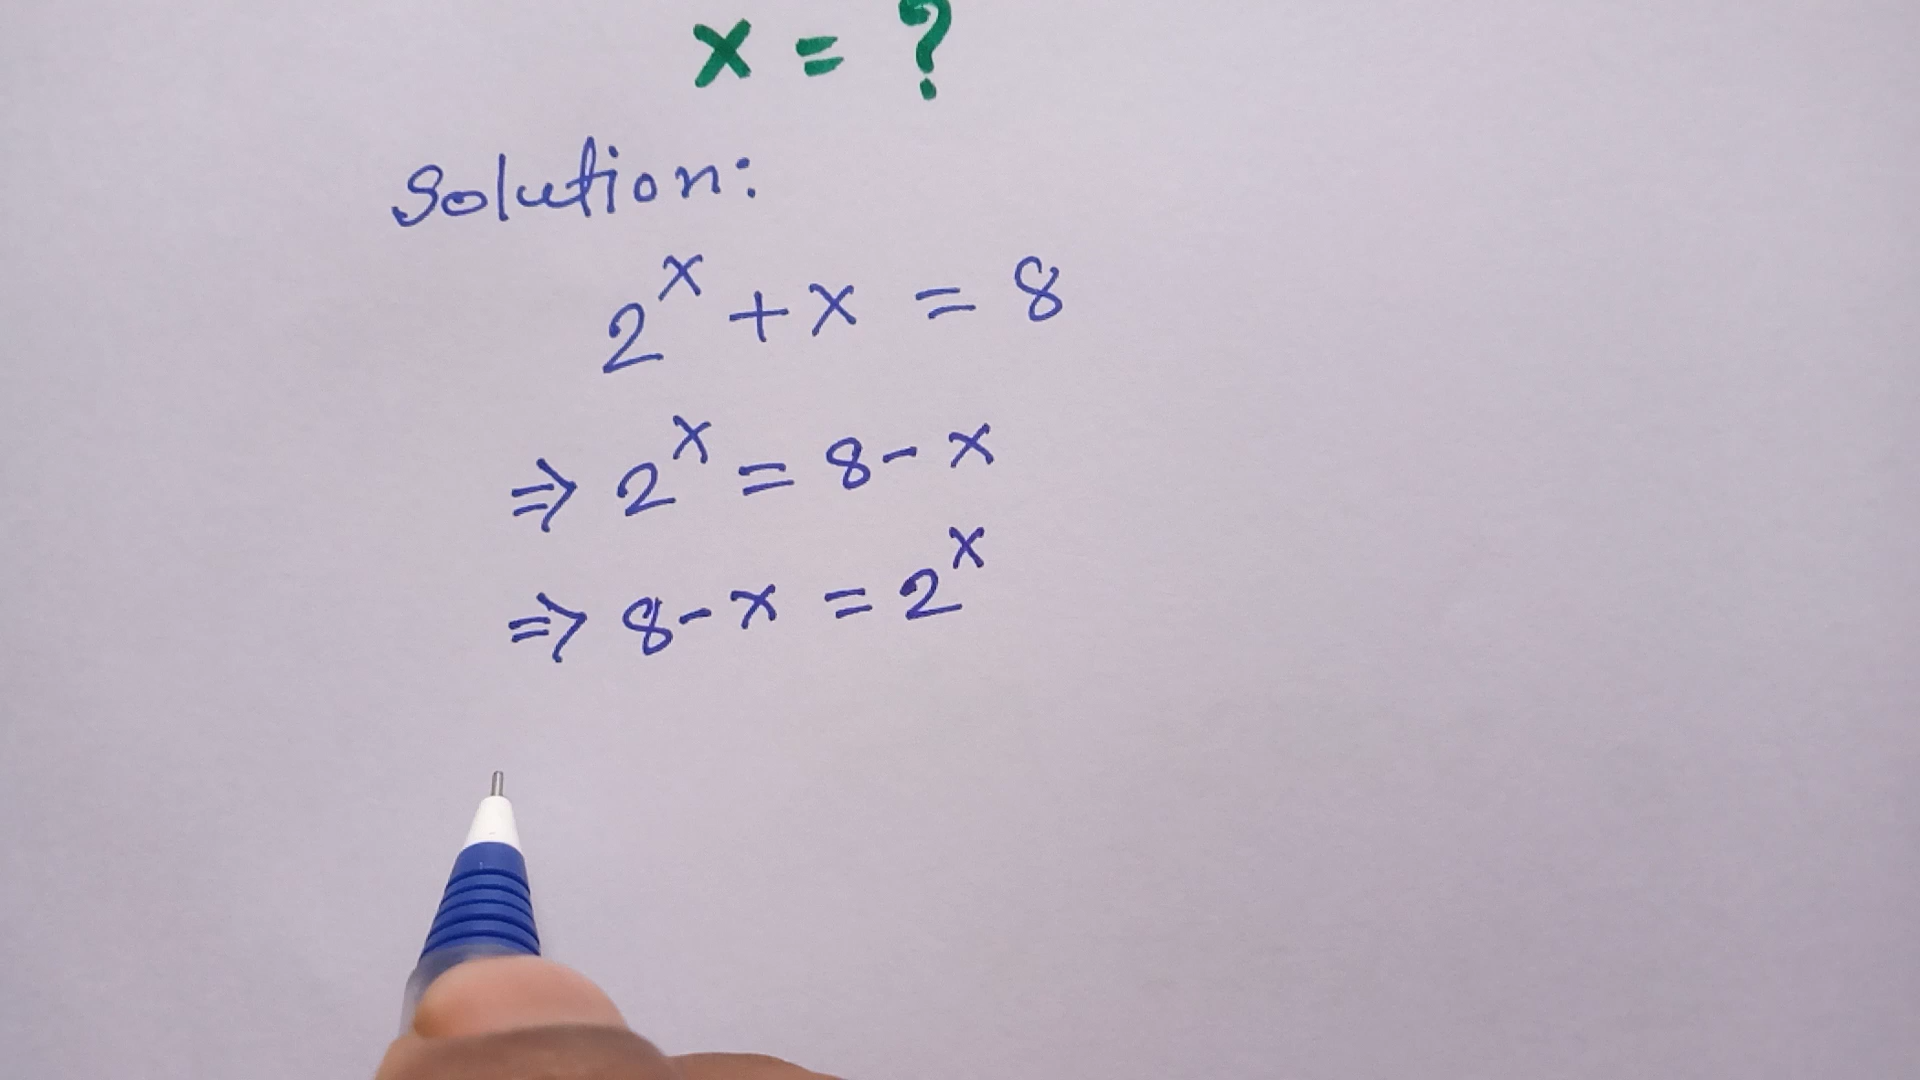 x = ?
Solution:
2^x + x = 8
⇒ 2^x = 8 - x
⇒ 8 - x = 2^x